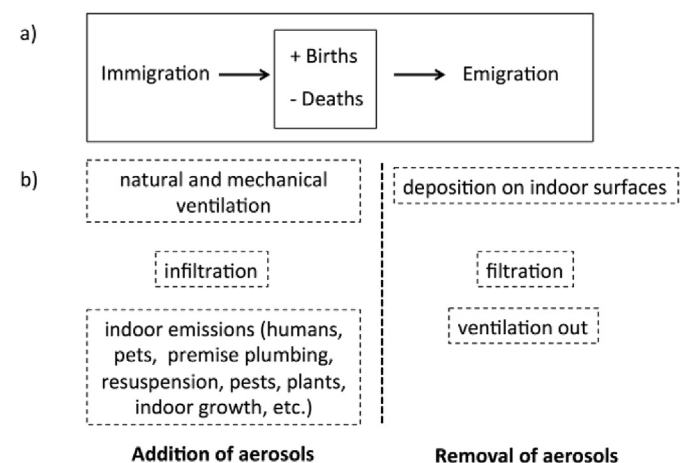 a)
Immigration
+ Births
- Deaths
Emigration
b)
natural and mechanical
ventilation
infiltration
indoor emissions (humans,
pets, premise plumbing,
resuspension, pests, plants,
indoor growth, etc.)
Addition of aerosols
deposition on indoor surfaces
filtration
ventilation out
Removal of aerosols